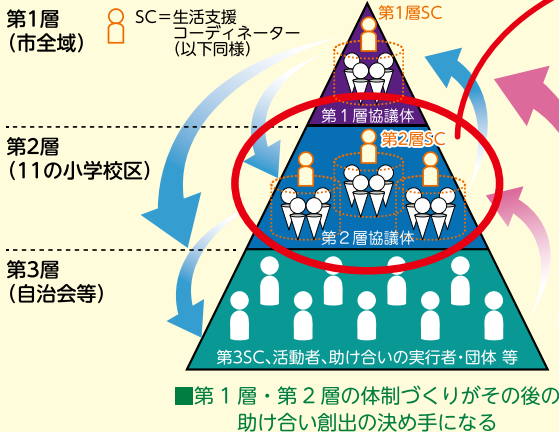 第1層
（市全域）
SC＝生活支援
コーディネーター
（以下同様）
第1層SC
第１層協議体
第2層
（11の小学校区）
第2層SC
第２層協議体
第3層
（自治会等）
第3SC、活動者、助け合いの実行者・団体 等
■第１層・第２層の体制づくりがその後の
助け合い創出の決め手になる